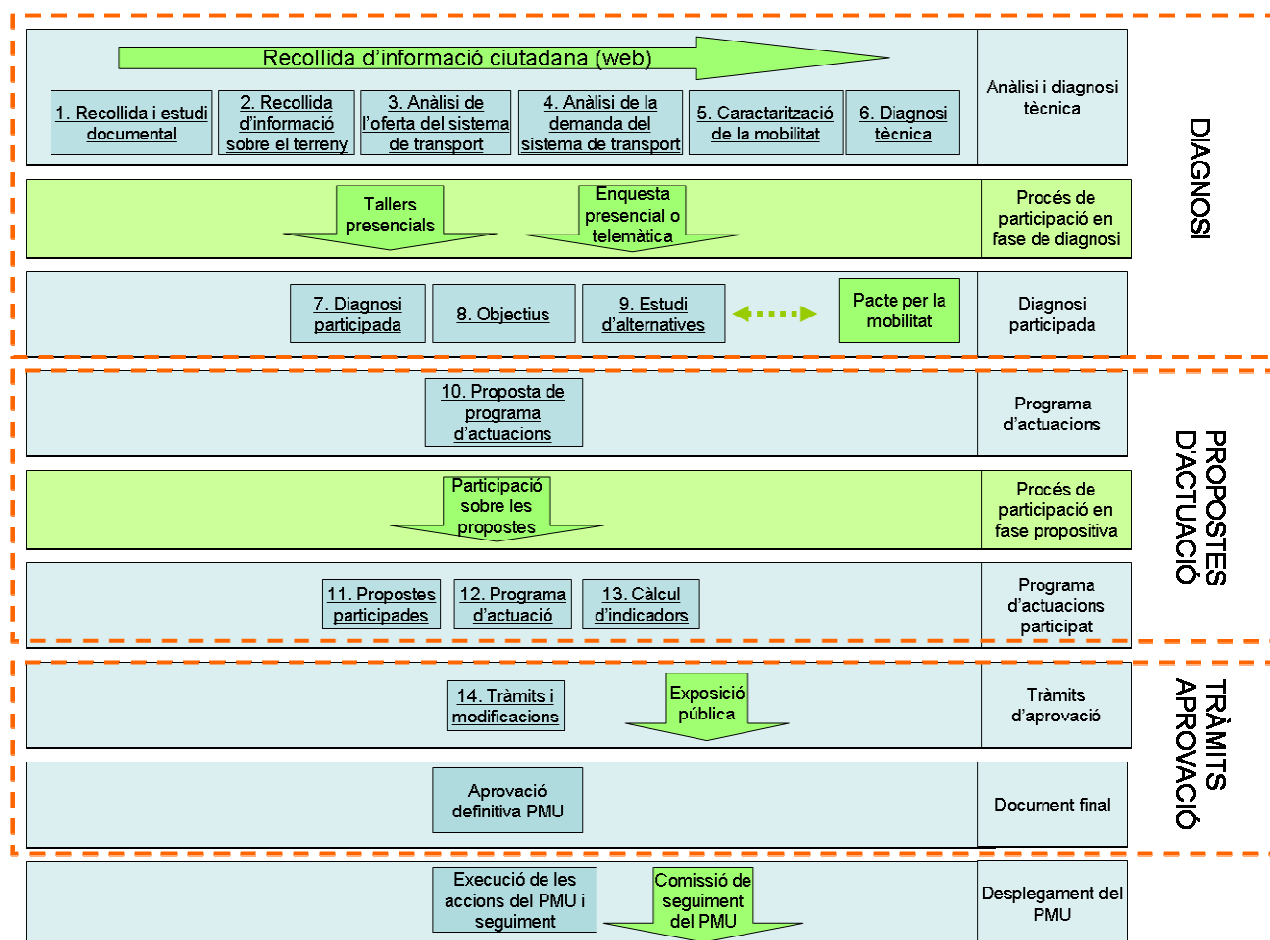 Recollida d'informació ciutadana (web)
1. Recollida i estudi
documental
2. Recollida
d'informació
sobre el terreny
3. Anàlisi de
l'oferta del sistema
de transport
4. Anàlisi de la
demanda del
sistema de transport
5. Caractarització
de la mobilitat
6. Diagnosi
tècnica
Anàlisi i diagnosi
tècnica
DIAGNOSI
Tallers
presencials
Enquesta
presencial o
telemàtica
Procés de
participació en
fase de diagnosi
7. Diagnosi
participada
8. Objectius
9. Estudi
d'alternatives
Pacte per la
mobilitat
Diagnosi
participada
10. Proposta de
programa
d'actuacions
Programa
d'actuacions
PROPOSTES
D'ACTUACIÓ
Participació
sobre les
propostes
Procés de
participació en
fase propositiva
11. Propostes
participades
12. Programa
d'actuació
13. Càlcul
d'indicadors
Programa
d'actuacions
participat
14. Tràmits i
modificacions
Exposició
pública
Tràmits
d'aprovació
TRÀMITS
APROVACIÓ
Aprovació
definitiva PMU
Document final
Execució de les
accions del PMU i
seguiment
Comissió de
seguiment
del PMU
Desplegament del
PMU